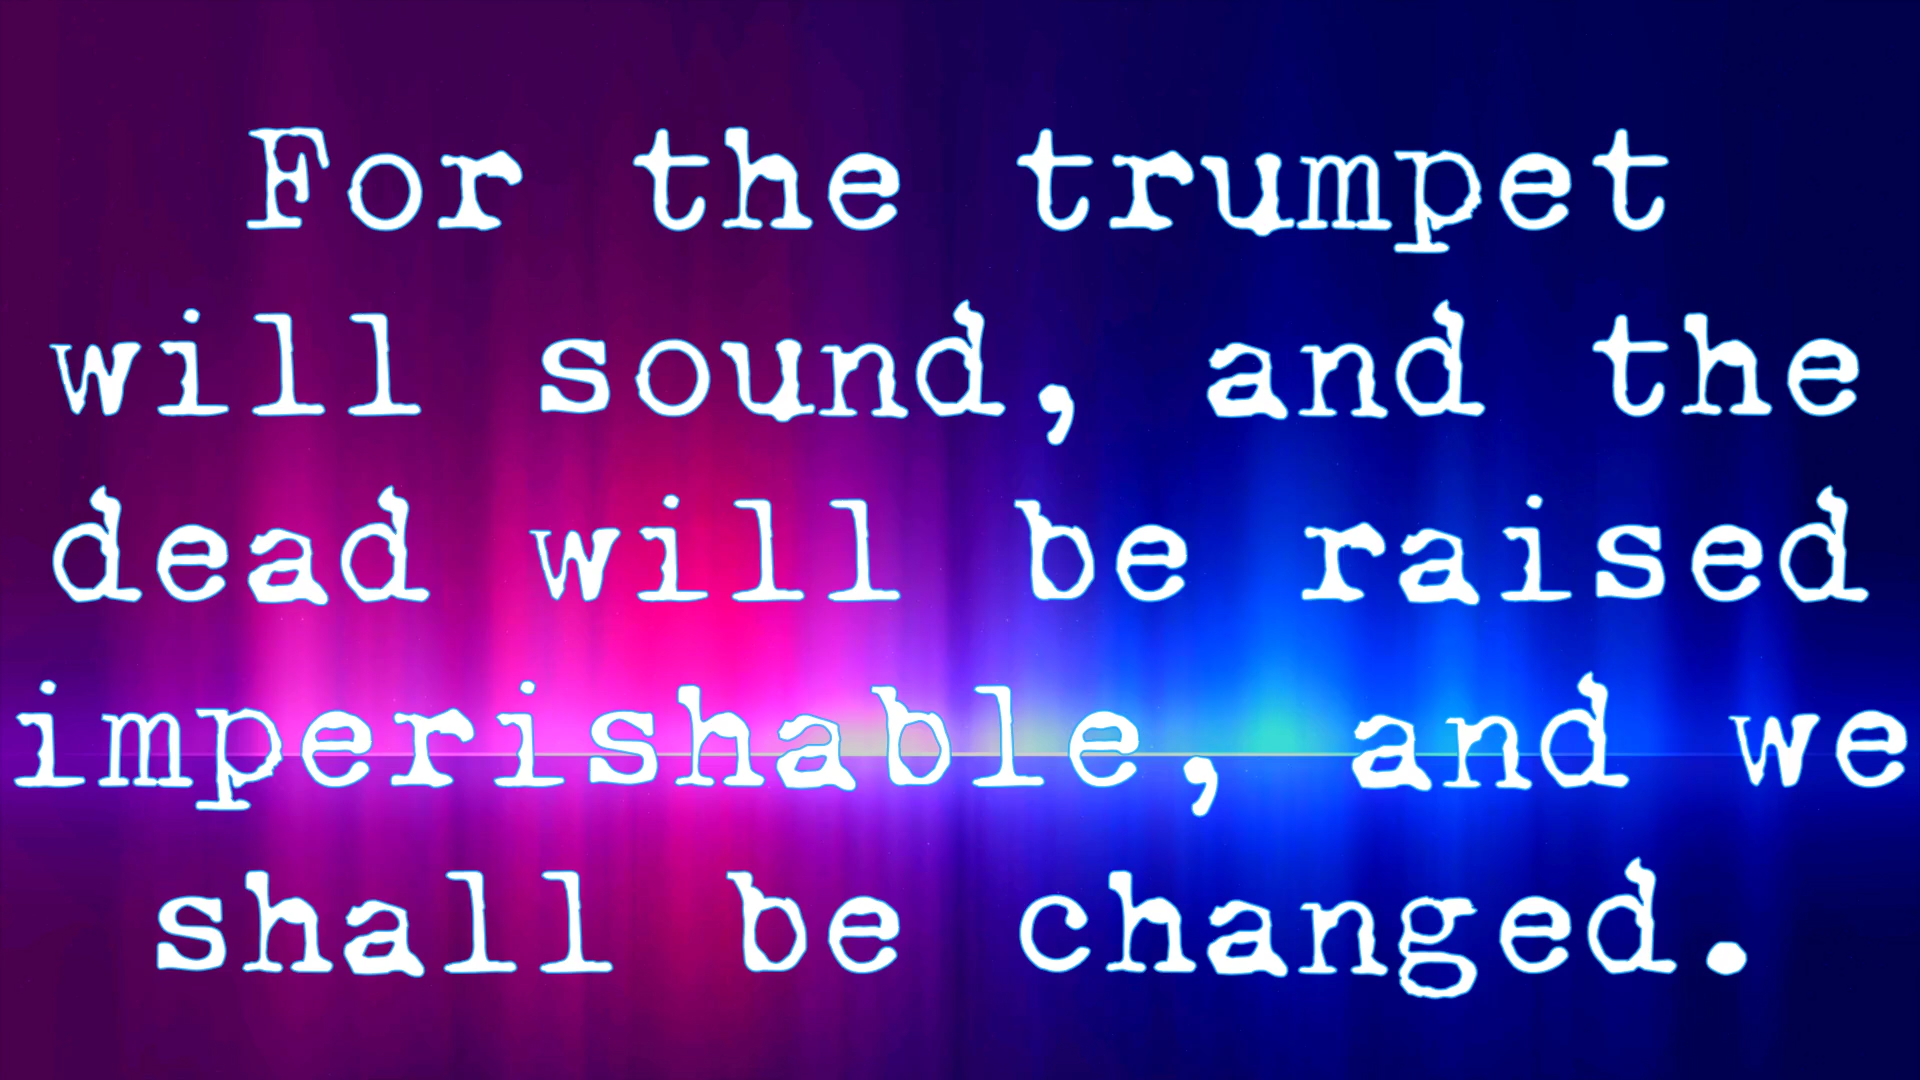 For the trumpet
will sound, and the
dead will be raised
imperishable, and we
shall be changed.